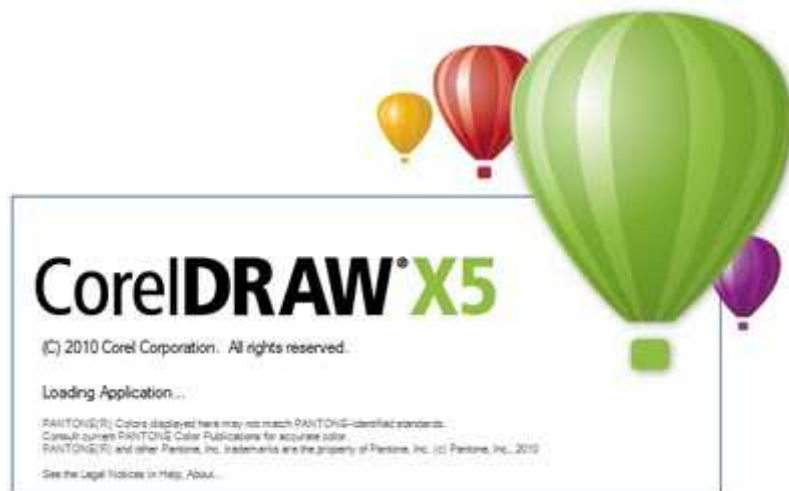 CorelDRAW®X5
(C) 2010 Corel Corporation. All rights reserved.
Loading Application...
PANTONE(R) Colors displayed here may not match PANTONE-identified standards.
Consult current PANTONE Color Publications for accurate color.
PANTONE(R) and other Pantone, Inc. trademarks are the property of Pantone, Inc. (c) Pantone, Inc., 2010
See the Legal Notices in Help, About...